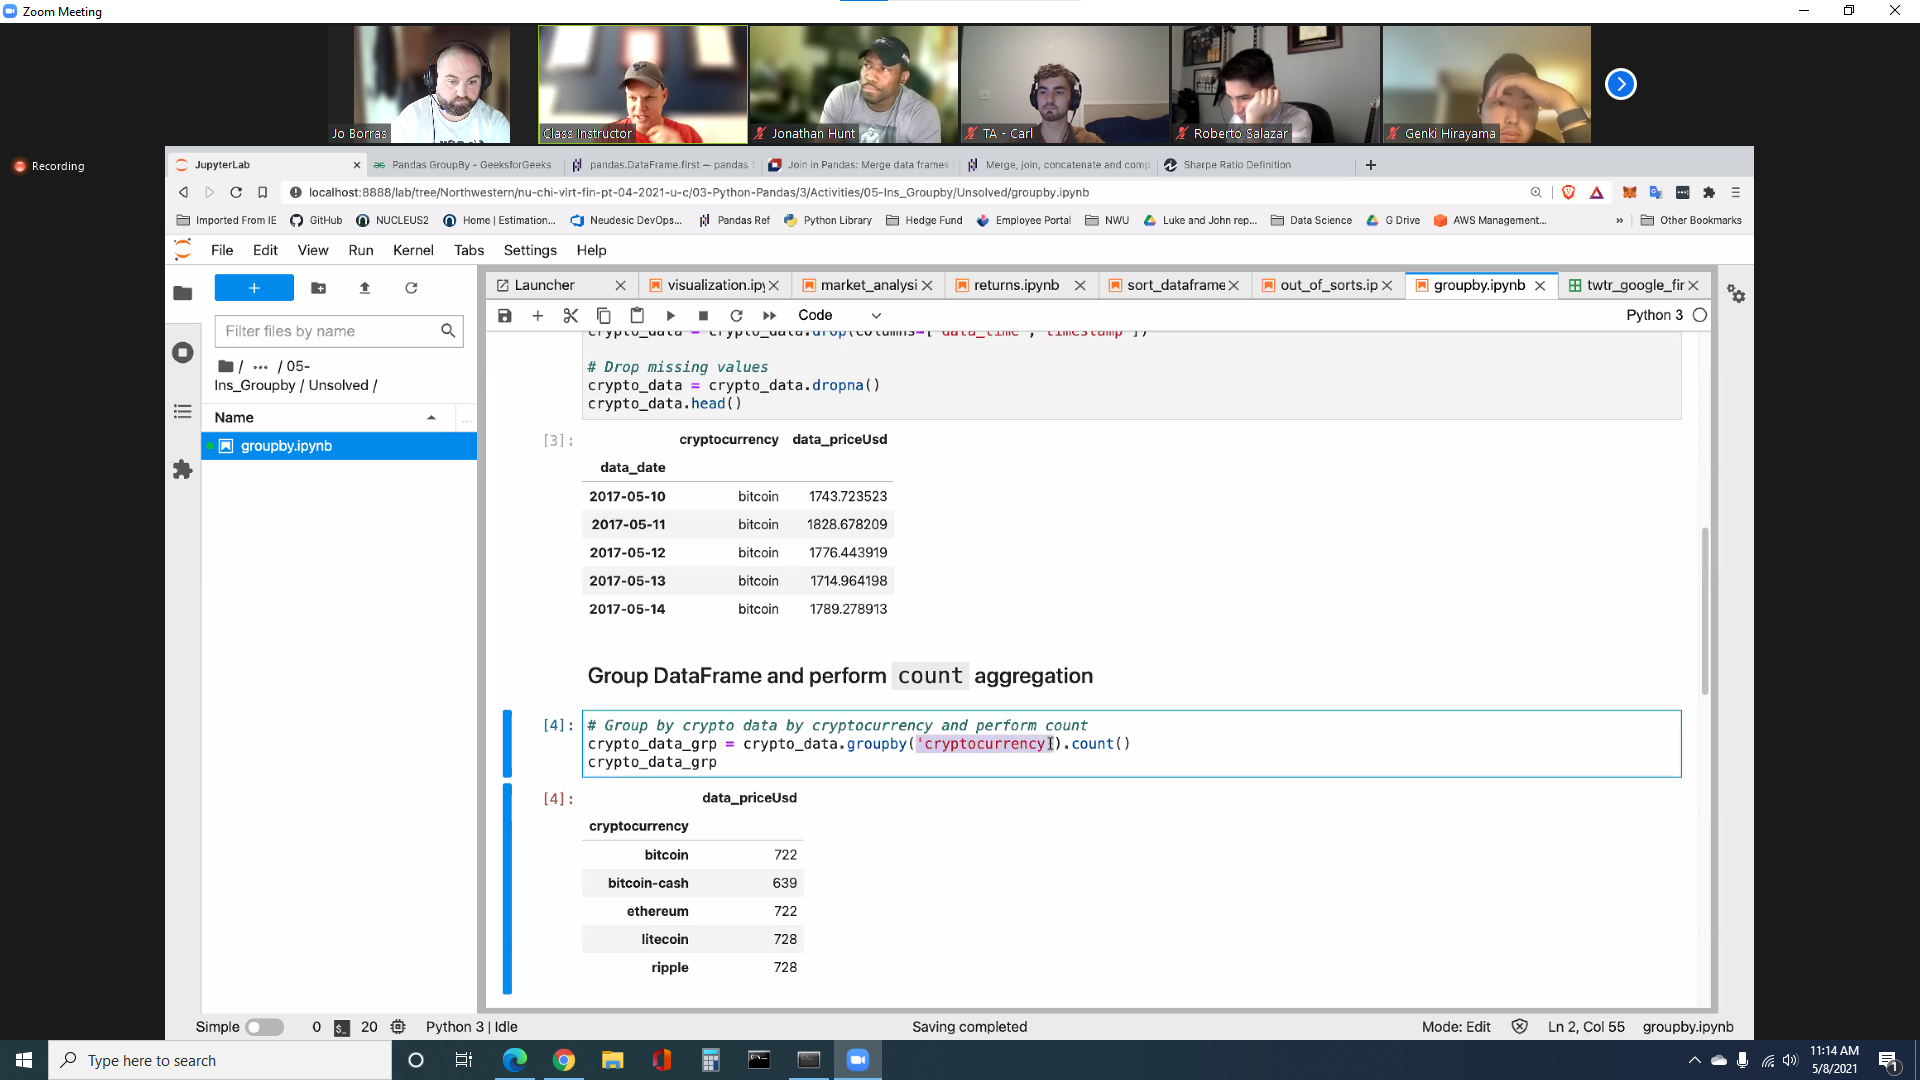 Zoom Meeting
Jo Borras
Class Instructor
Jonathan Hunt
TA - Carl
Roberto Salazar
Genki Hirayama
Recording
JupyterLab
Pandas GroupBy - GeeksforGeeks
pandas.DataFrame.first — pandas
Join in Pandas: Merge data frames
Merge, join, concatenate and comp
Sharpe Ratio Definition
localhost:8888/lab/tree/Northwestern/nu-chi-virt-fin-pt-04-2021-u-c/03-Python-Pandas/3/Activities/05-Ins_Groupby/Unsolved/groupby.ipynb
Imported From IE
GitHub
NUCLEUS2
Home | Estimation...
Neudesic DevOps...
Pandas Ref
Python Library
Hedge Fund
Employee Portal
NWU
Luke and John rep...
Data Science
G Drive
AWS Management...
»
Other Bookmarks
File Edit View Run Kernel Tabs Settings Help
Launcher
visualization.ipy
market_analysi
returns.ipynb
sort_dataframe
out_of_sorts.ip
groupby.ipynb
twtr_google_fir
Code
Python 3
Filter files by name
/ ... / 05-
Ins_Groupby / Unsolved /
Name
groupby.ipynb
crypto_data = crypto_data.drop(columns=['data_time', 'timestamp'])
# Drop missing values
crypto_data = crypto_data.dropna()
crypto_data.head()
[3]: cryptocurrency data_priceUsd
data_date
2017-05-10 bitcoin 1743.723523
2017-05-11 bitcoin 1828.678209
2017-05-12 bitcoin 1776.443919
2017-05-13 bitcoin 1714.964198
2017-05-14 bitcoin 1789.278913
Group DataFrame and perform count aggregation
[4]: # Group by crypto data by cryptocurrency and perform count
crypto_data_grp = crypto_data.groupby('cryptocurrency').count()
crypto_data_grp
[4]: data_priceUsd
cryptocurrency
bitcoin 722
bitcoin-cash 639
ethereum 722
litecoin 728
ripple 728
Simple 0 20 Python 3 | Idle Saving completed Mode: Edit Ln 2, Col 55 groupby.ipynb
Type here to search
11:14 AM
5/8/2021
1